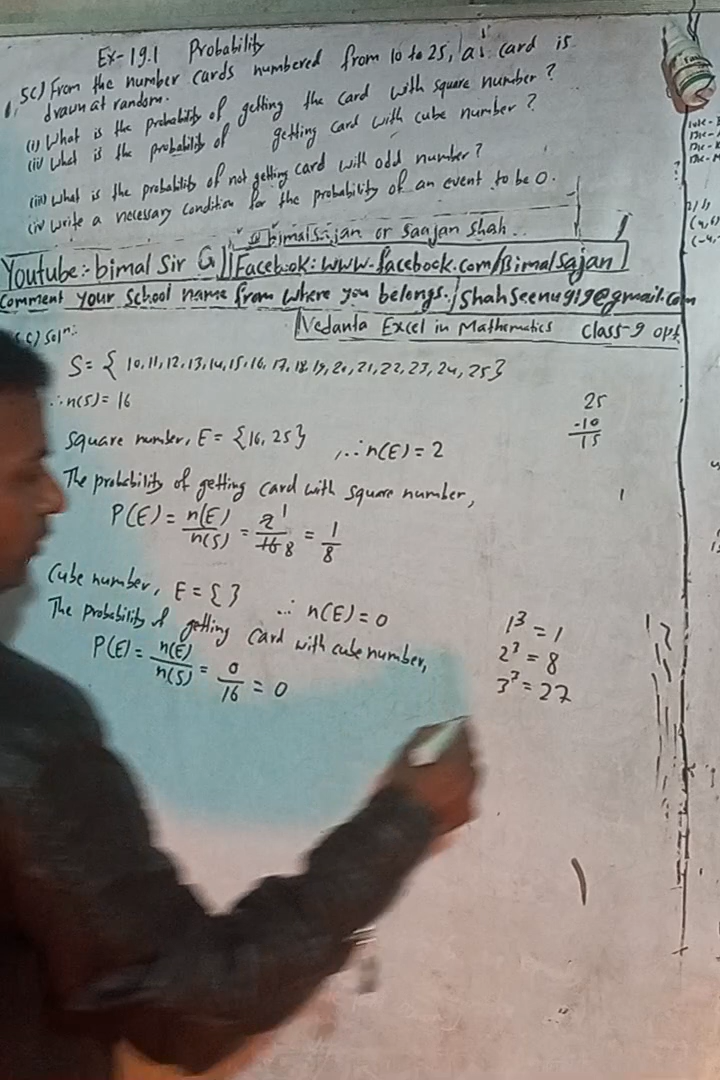 Ex-19.1 Probability
5c) From the number cards numbered from 10 to 25, a card is
drawn at random.
(i) What is the probability of getting the card with square number?
(ii) What is the probability of getting card with cube number?
(iii) What is the probability of not getting card with odd number?
(iv) Write a necessary condition for the probability of an event to be 0.
bimalsajan or Saajan Shah
Youtube:- bimal Sir G Facebook: www.facebook.com/BimalSajan
Comment your School name from where you belongs. / shahseenu919@gmail.com
Vedanta Excel in Mathematics Class-9 opt
c) Solⁿ:
S = { 10, 11, 12, 13, 14, 15, 16, 17, 18, 19, 20, 21, 22, 23, 24, 25 }
∴ n(S) = 16
25
-10
15
Square number, E = {16, 25} ∴ n(E) = 2
The probability of getting card with square number,
P(E) = n(E)/n(S) = 2 1/16 8 = 1/8
Cube number, E = { } ∴ n(E) = 0
The probability of getting card with cube number,
P(E) = n(E)/n(S) = 0/16 = 0
1³ = 1
2³ = 8
3³ = 27